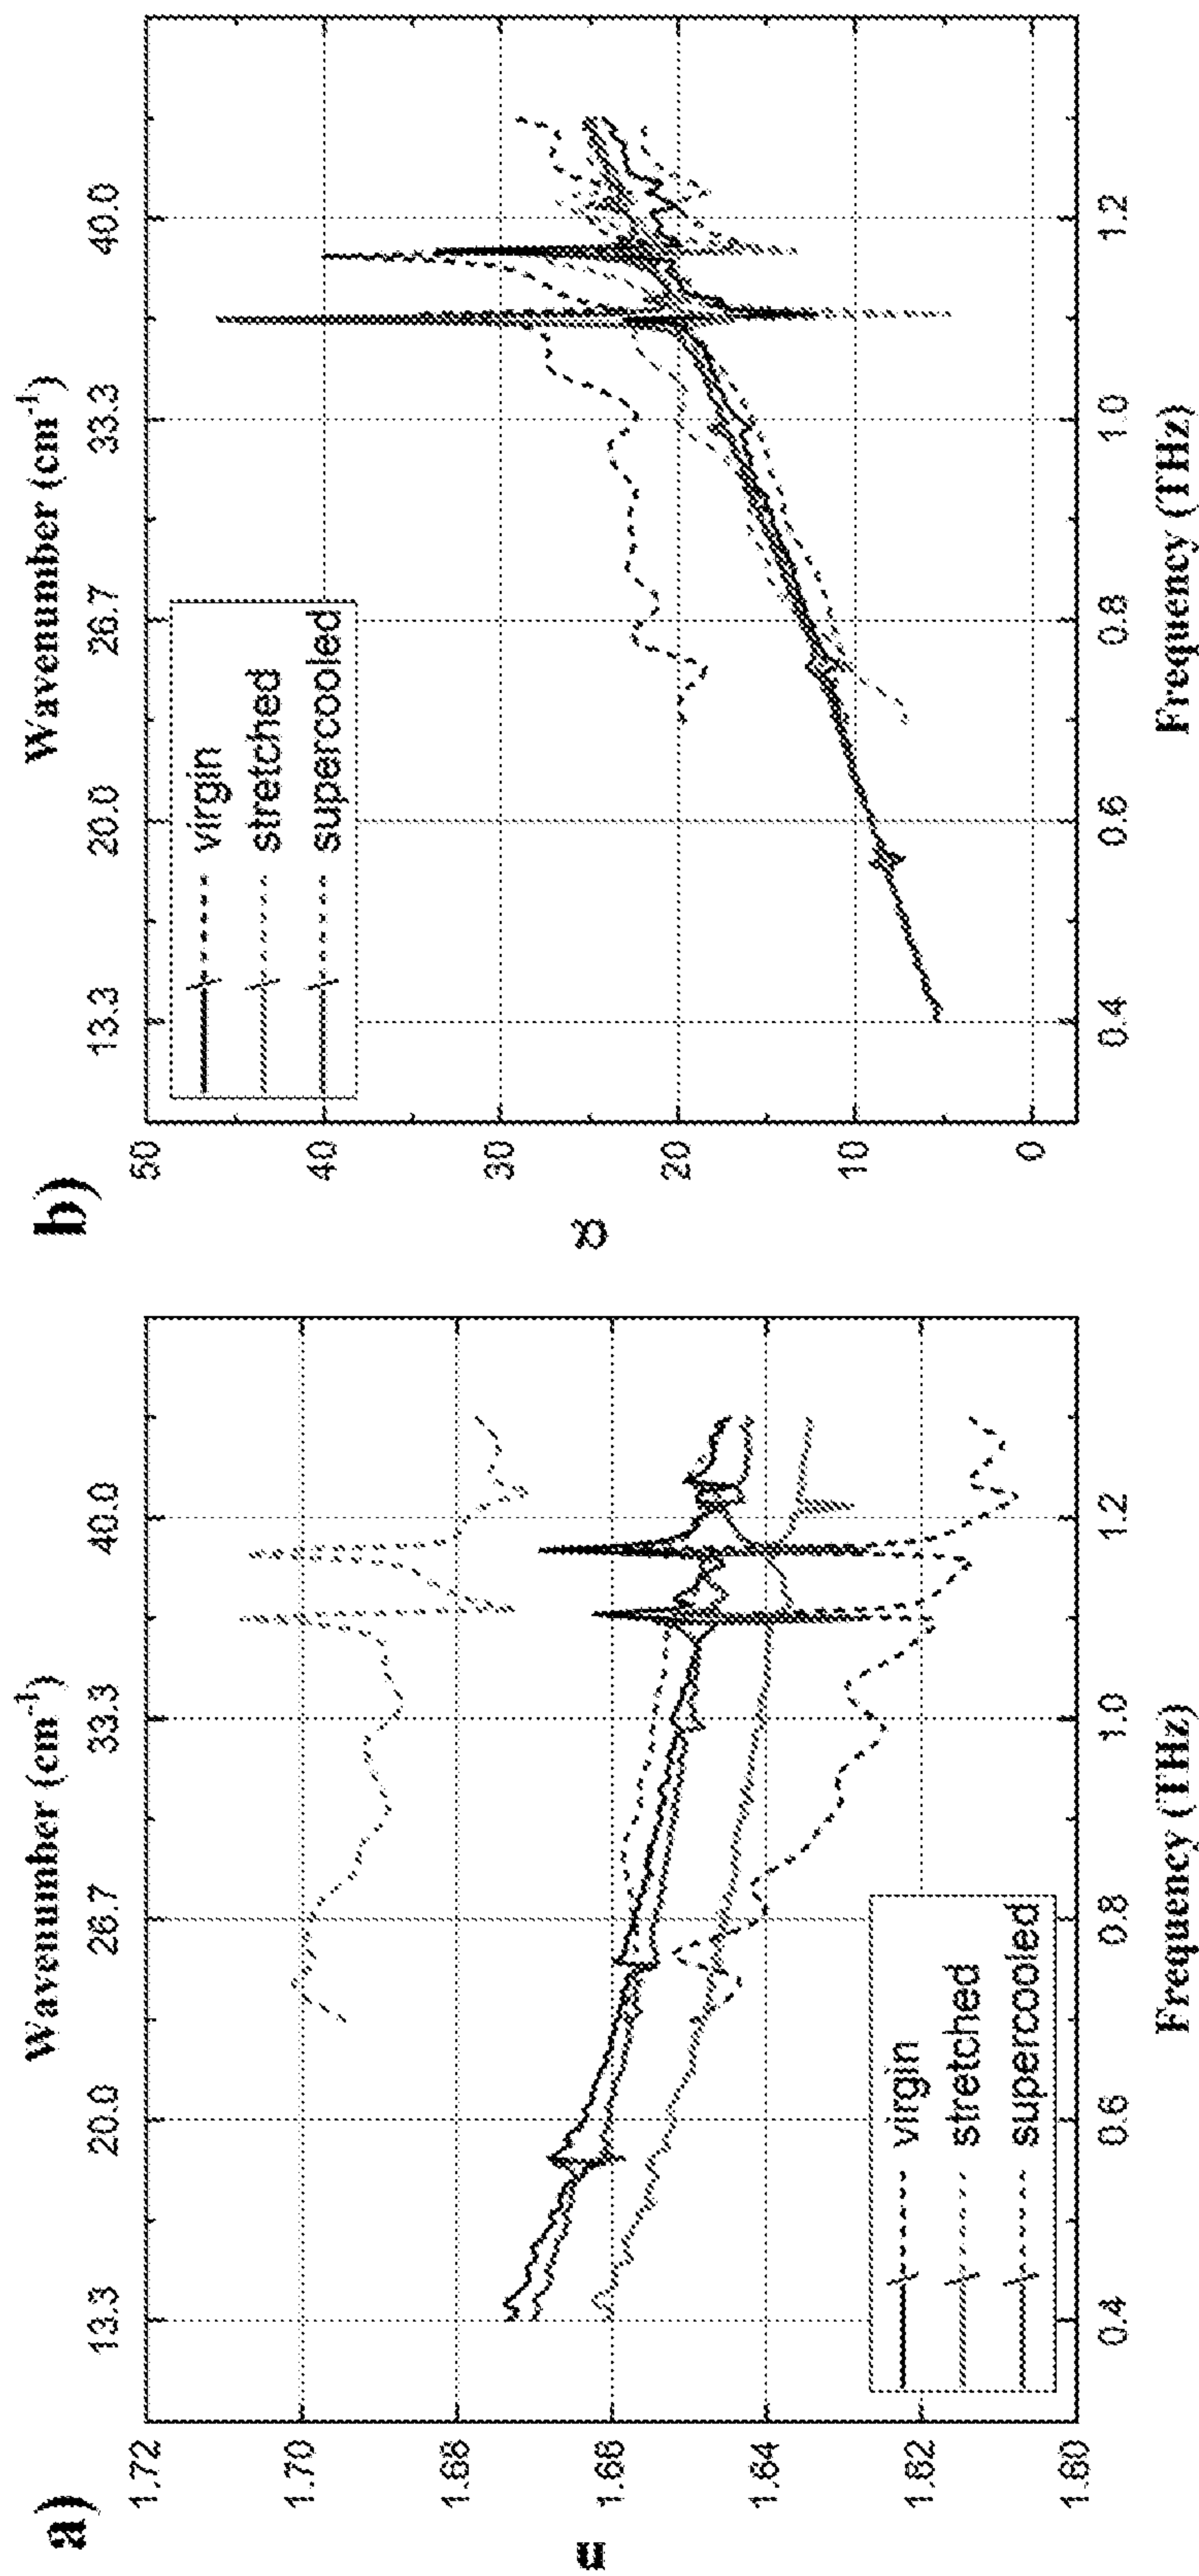 a)
Wavenumber (cm⁻¹)
13.3 20.0 26.7 33.3 40.0
1.72
1.70
1.68
1.66
1.64
1.62
1.60
n
virgin
stretched
supercooled
0.4 0.6 0.8 1.0 1.2
Frequency (THz)
b)
Wavenumber (cm⁻¹)
13.3 20.0 26.7 33.3 40.0
50
40
30
20
10
0
α
virgin
stretched
supercooled
0.4 0.6 0.8 1.0 1.2
Frequency (THz)